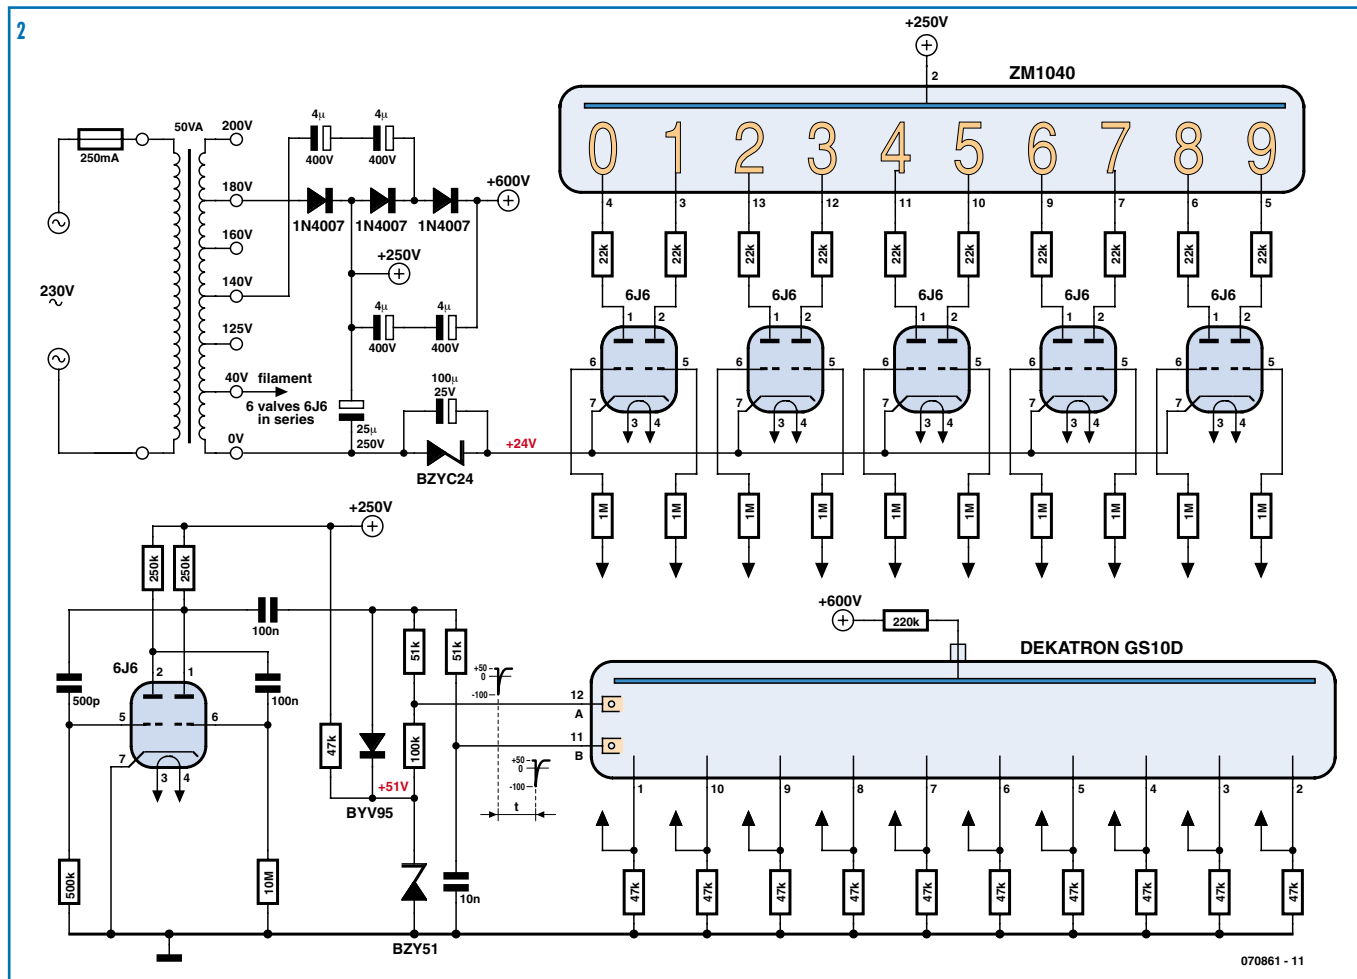 2
+250V
2
ZM1040
0 1 2 3 4 5 6 7 8 9
4 3 13 12 11 10 9 7 6 5
22k 22k 22k 22k 22k 22k 22k 22k 22k 22k
6J6 6J6 6J6 6J6 6J6
1 2 1 2 1 2 1 2 1 2
6 5 6 5 6 5 6 5 6 5
7 7 7 7 7
3 4 3 4 3 4 3 4 3 4
1M 1M 1M 1M 1M 1M 1M 1M 1M 1M
250mA
230V
~
50VA
200V
180V
160V
140V
125V
40V
0V
filament
6 valves 6J6
in series
4µ 4µ
400V 400V
1N4007 1N4007 1N4007
+600V
+250V
4µ 4µ
400V 400V
25µ
250V
100µ
25V
BZYC24
+24V
+250V
250k 250k
100n
6J6
2 1
500p
100n
5 6
7
3 4
500k
10M
47k
BYV95
+51V
51k 51k
100k
BZY51
10n
+50
0
-100
+50
0
-100
t
+600V
220k
DEKATRON GS10D
12
A
11
B
1 10 9 8 7 6 5 4 3 2
47k 47k 47k 47k 47k 47k 47k 47k 47k 47k
070861 - 11